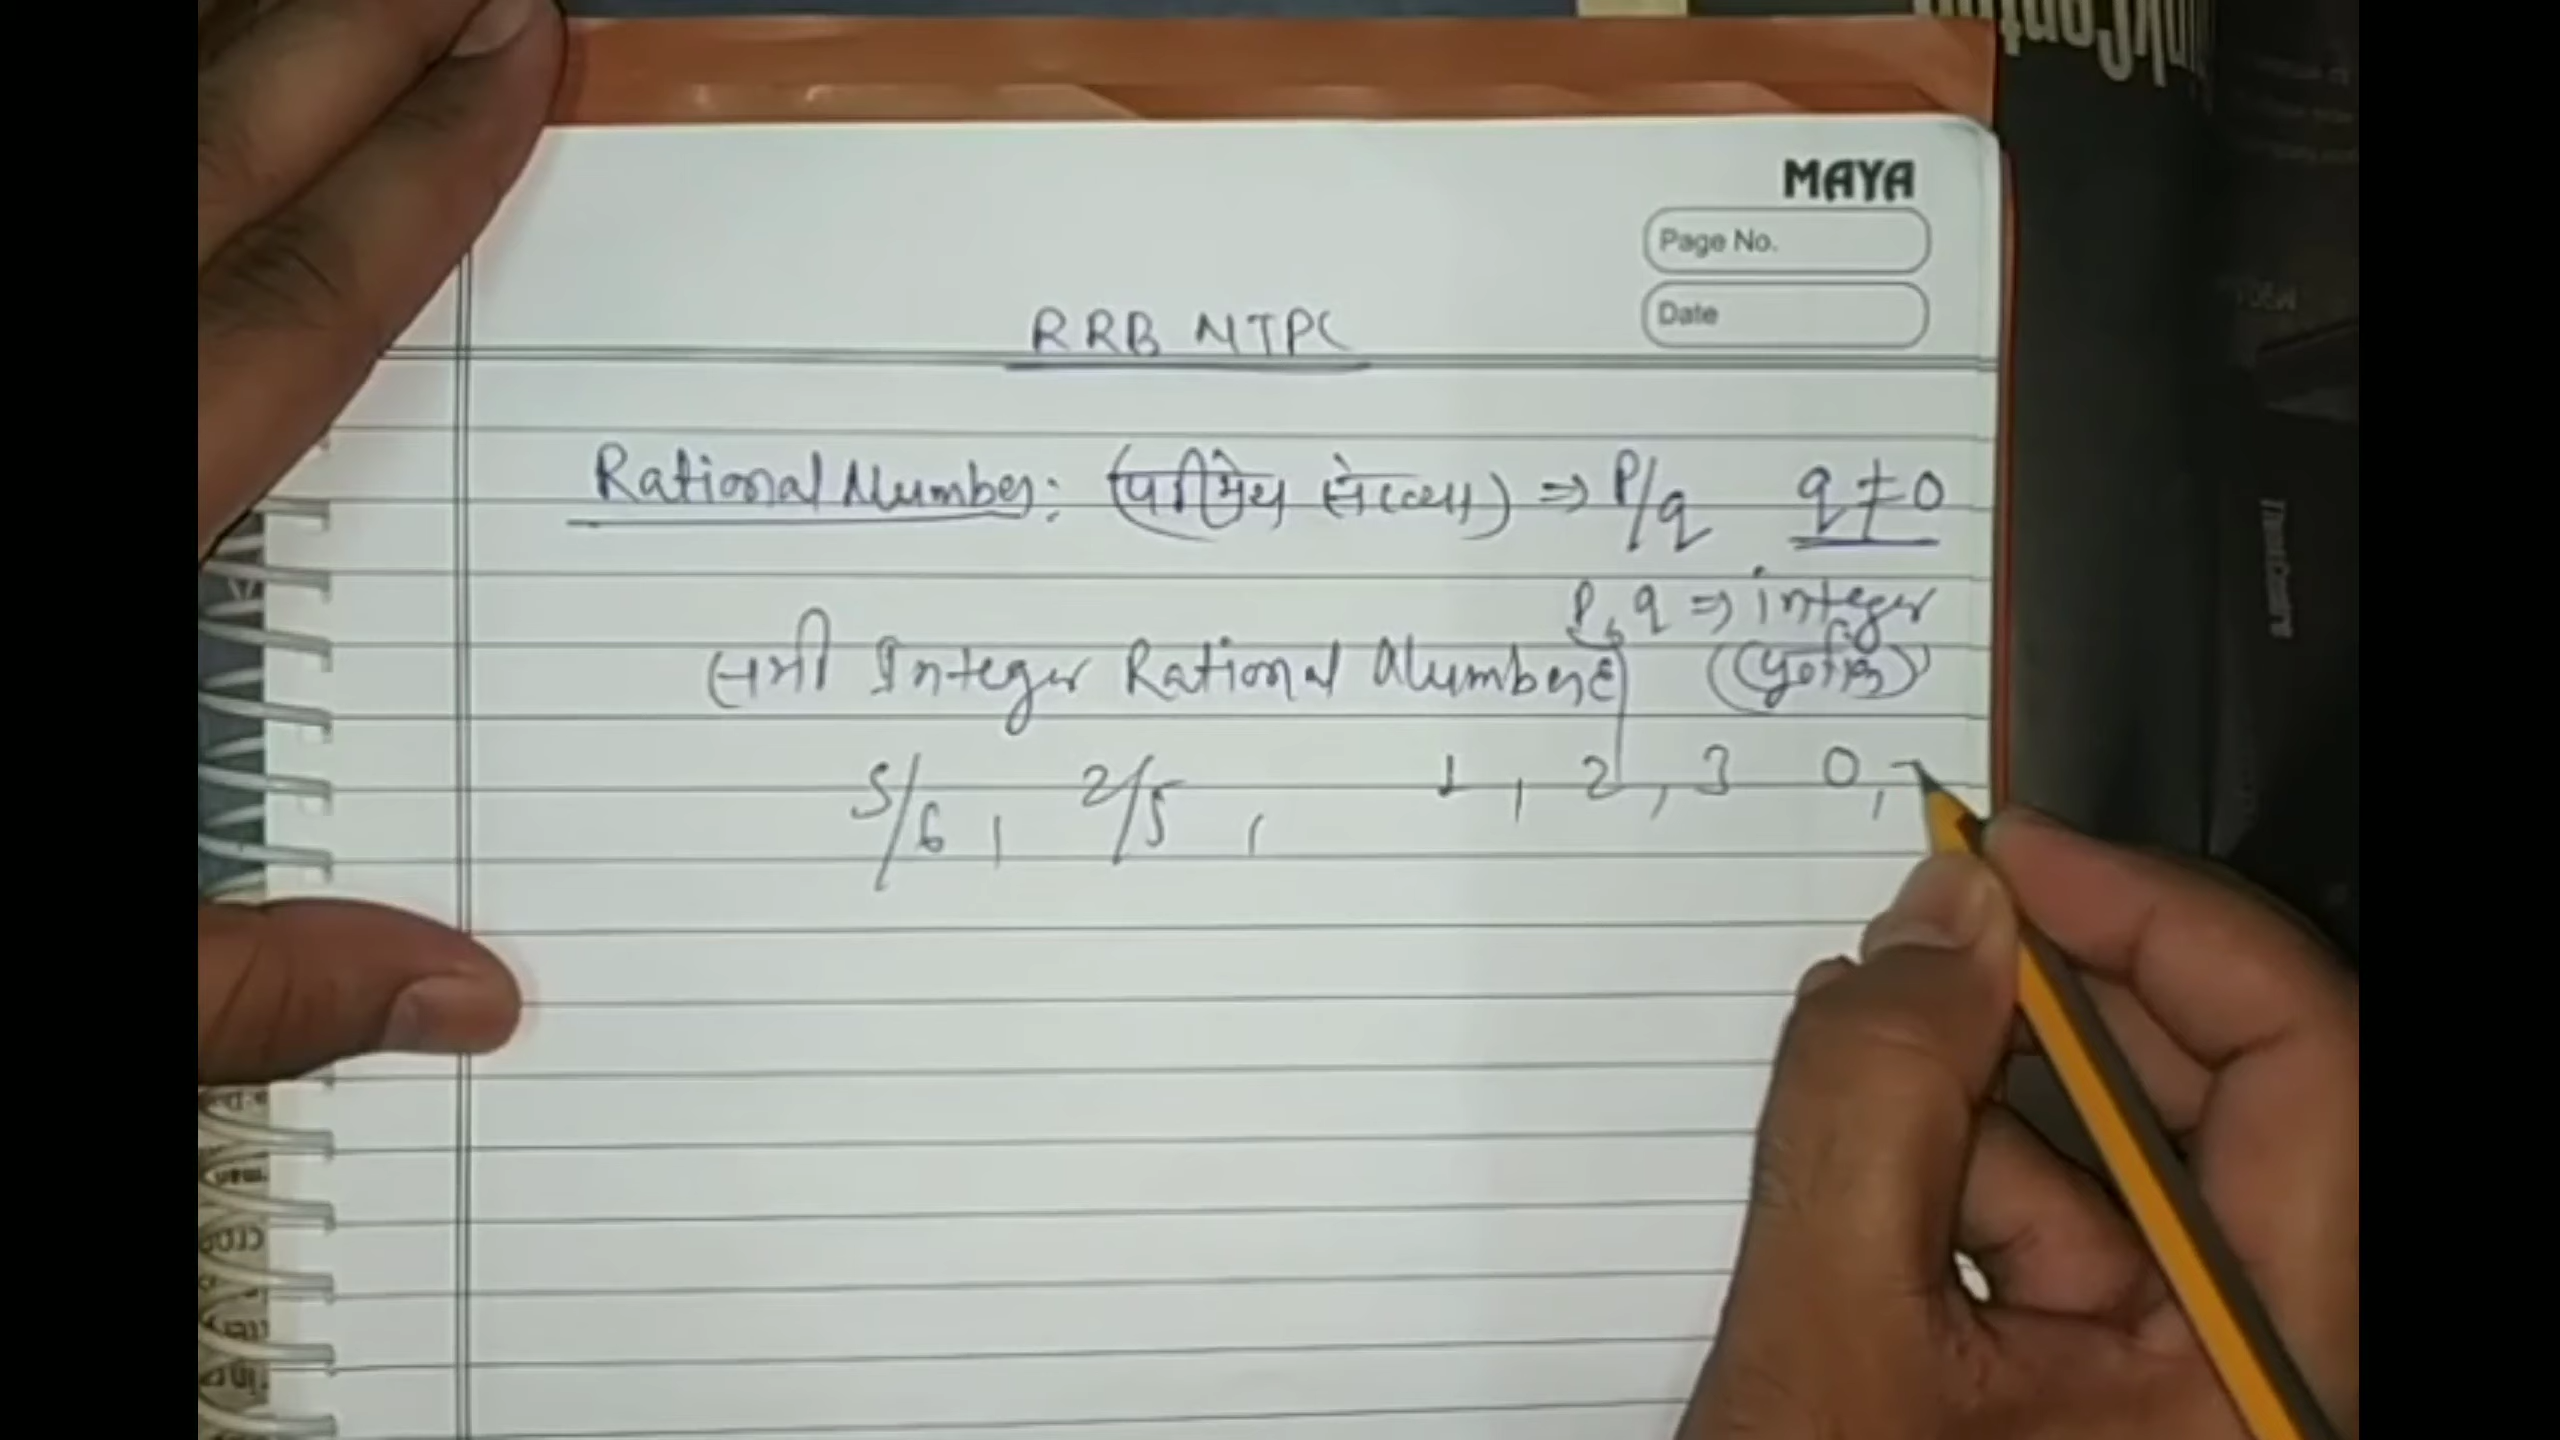 MAYA
Page No.
Date
RRB NTPC
Rational Number: (परिमेय संख्या) ⇒ P/q q ≠ 0
P, q ⇒ integer
(पूर्णांक)
सभी Integer Rational Number है
5/6, 2/5, 1, 2, 3 0, -